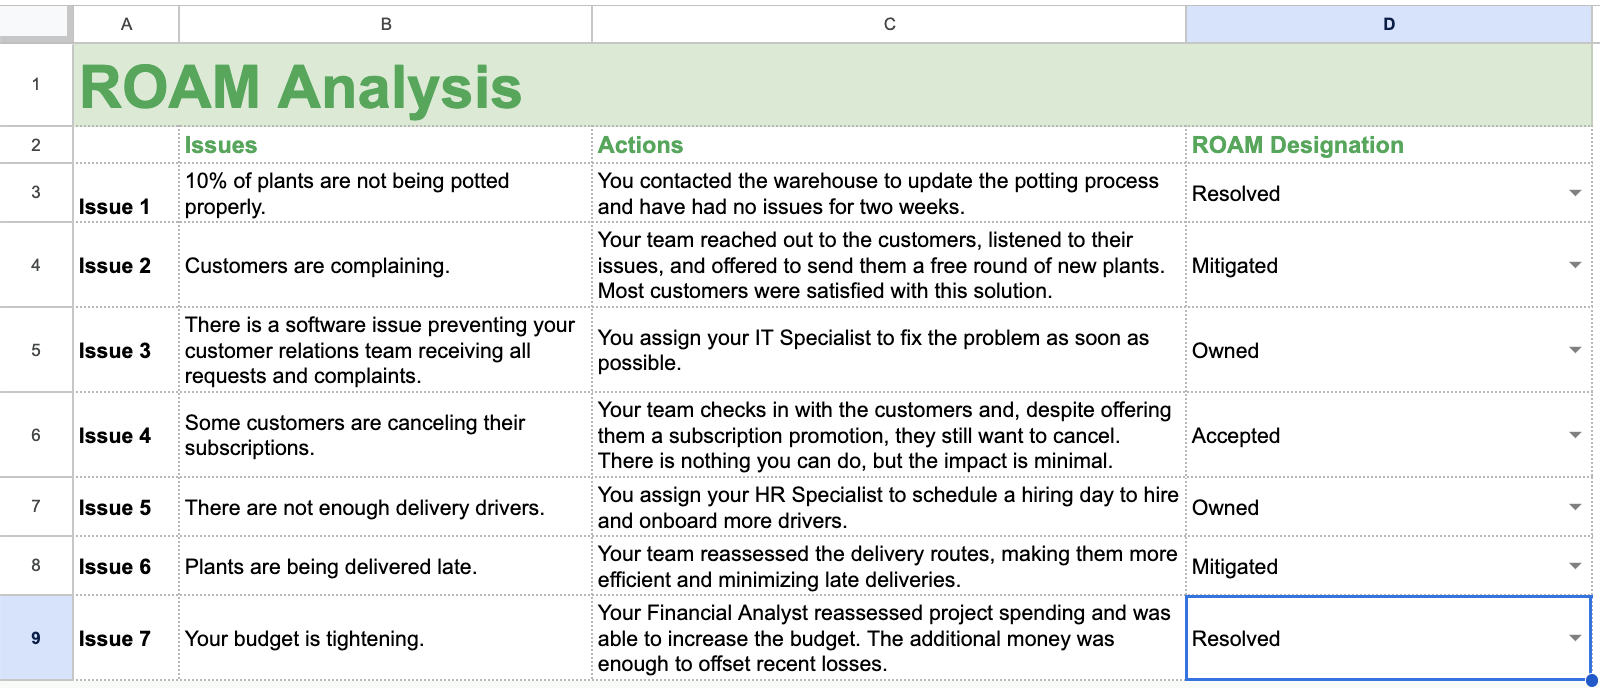 A B C D
1 ROAM Analysis
2 Issues Actions ROAM Designation
3 Issue 1 10% of plants are not being potted
properly. You contacted the warehouse to update the potting process
and have had no issues for two weeks. Resolved
4 Issue 2 Customers are complaining. Your team reached out to the customers, listened to their
issues, and offered to send them a free round of new plants.
Most customers were satisfied with this solution. Mitigated
5 Issue 3 There is a software issue preventing your
customer relations team receiving all
requests and complaints. You assign your IT Specialist to fix the problem as soon as
possible. Owned
6 Issue 4 Some customers are canceling their
subscriptions. Your team checks in with the customers and, despite offering
them a subscription promotion, they still want to cancel.
There is nothing you can do, but the impact is minimal. Accepted
7 Issue 5 There are not enough delivery drivers. You assign your HR Specialist to schedule a hiring day to hire
and onboard more drivers. Owned
8 Issue 6 Plants are being delivered late. Your team reassessed the delivery routes, making them more
efficient and minimizing late deliveries. Mitigated
9 Issue 7 Your budget is tightening. Your Financial Analyst reassessed project spending and was
able to increase the budget. The additional money was
enough to offset recent losses. Resolved